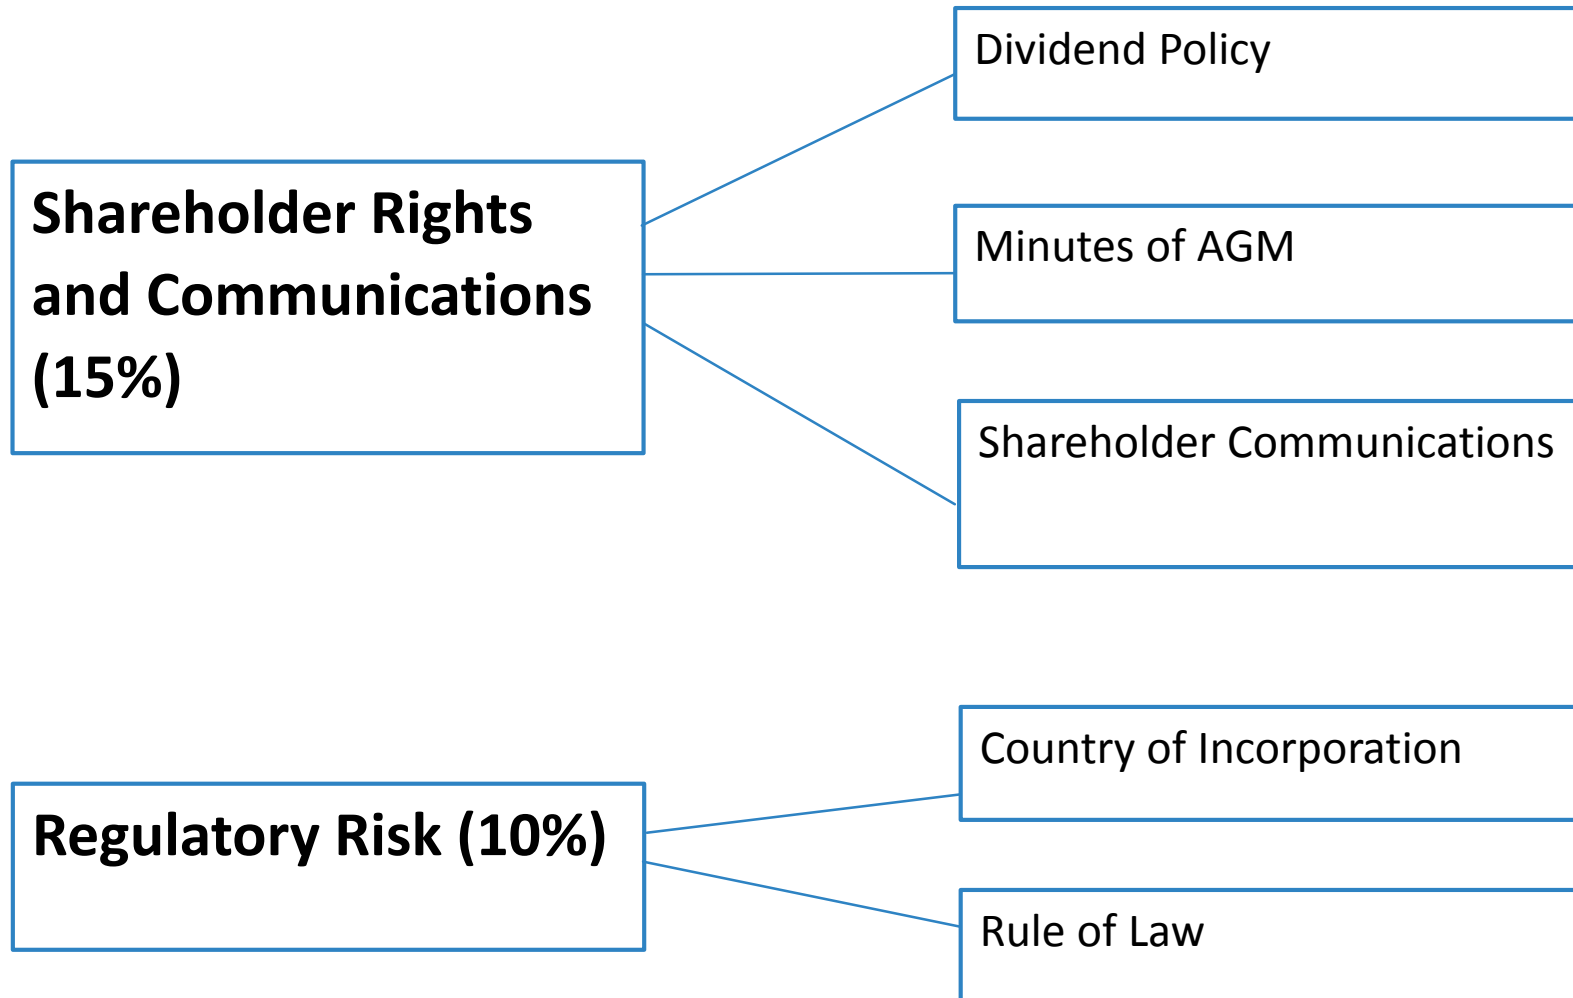 Dividend Policy
Shareholder Rights
and Communications
(15%)
Minutes of AGM
Shareholder Communications
Country of Incorporation
Regulatory Risk (10%)
Rule of Law